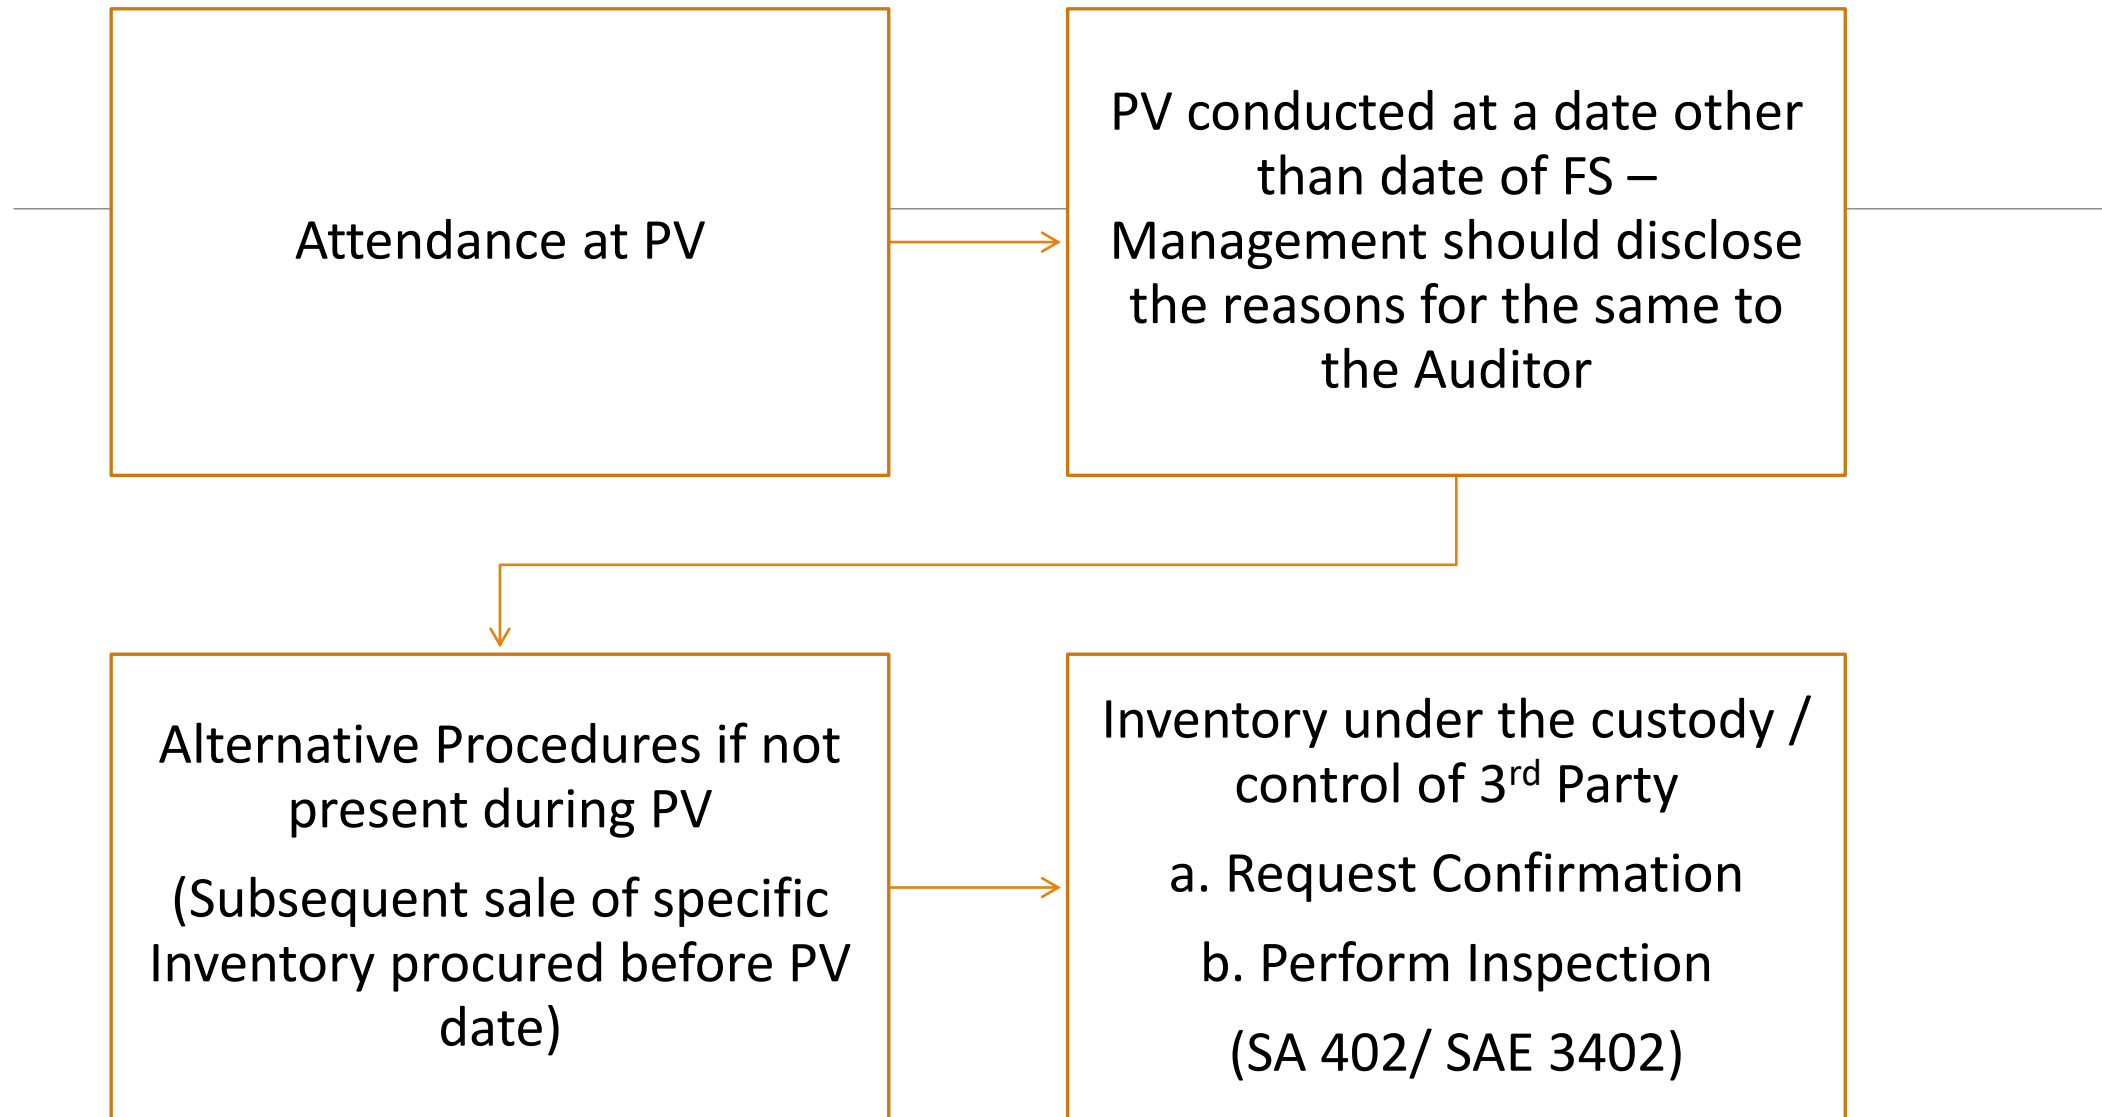 Attendance at PV
PV conducted at a date other
than date of FS –
Management should disclose
the reasons for the same to
the Auditor
Alternative Procedures if not
present during PV
(Subsequent sale of specific
Inventory procured before PV
date)
Inventory under the custody /
control of 3rd Party
a. Request Confirmation
b. Perform Inspection
(SA 402/ SAE 3402)